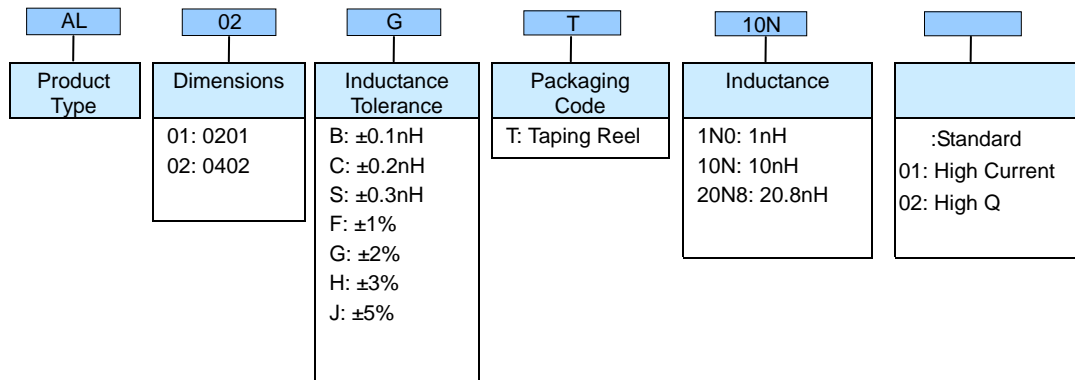 AL 02 G T 10N
Product
Type
Dimensions
Inductance
Tolerance
Packaging
Code
Inductance
01: 0201
02: 0402
B: ±0.1nH
C: ±0.2nH
S: ±0.3nH
F: ±1%
G: ±2%
H: ±3%
J: ±5%
T: Taping Reel
1N0: 1nH
10N: 10nH
20N8: 20.8nH
:Standard
01: High Current
02: High Q